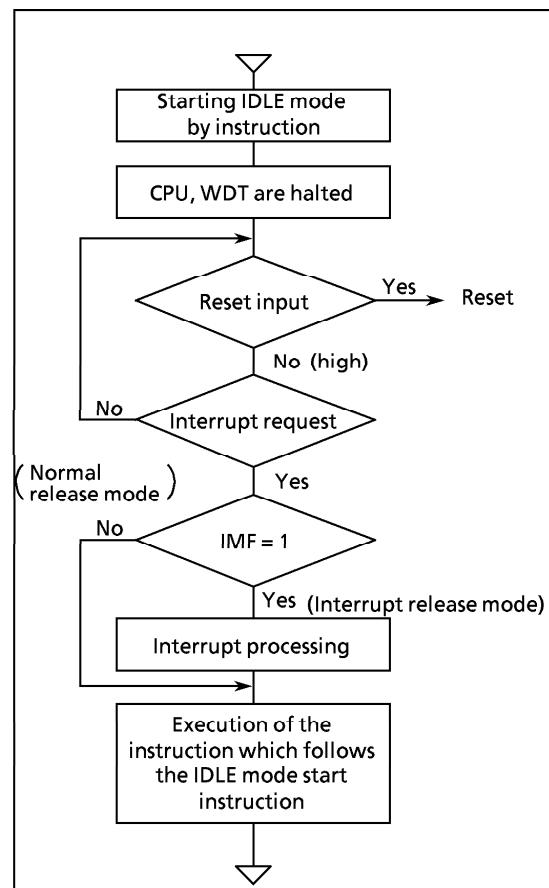 Starting IDLE mode
by instruction
CPU, WDT are halted
Reset input
Yes
Reset
No (high)
No
Interrupt request
(Normal
release mode)
Yes
No
IMF = 1
Yes (Interrupt release mode)
Interrupt processing
Execution of the
instruction which follows
the IDLE mode start
instruction